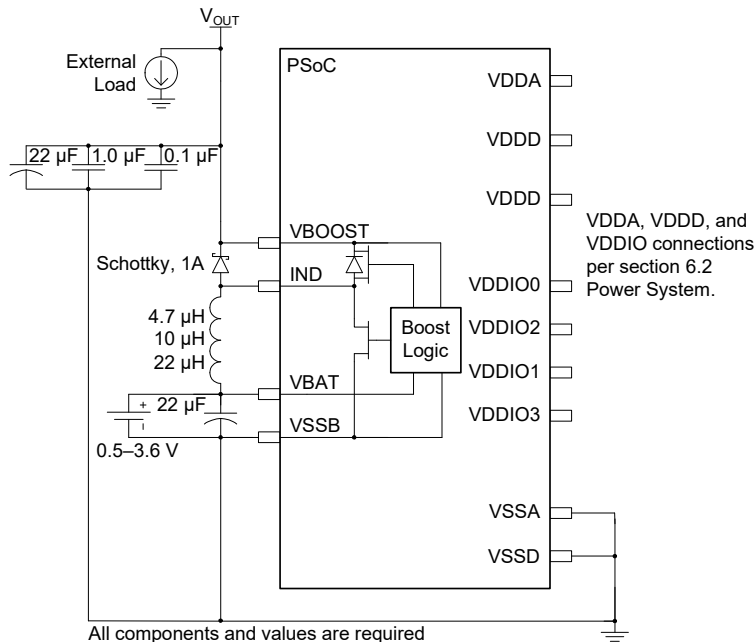 VOUT
External
Load
PSoC
VDDA
VDDD
22 µF 1.0 µF 0.1 µF
VDDD
VDDA, VDDD, and
VDDIO connections
per section 6.2
Power System.
VBOOST
Schottky, 1A
IND
VDDIO0
4.7 µH
10 µH
22 µH
Boost
Logic
VDDIO2
VDDIO1
VBAT
22 µF
+
-
VDDIO3
VSSB
0.5–3.6 V
VSSA
VSSD
All components and values are required